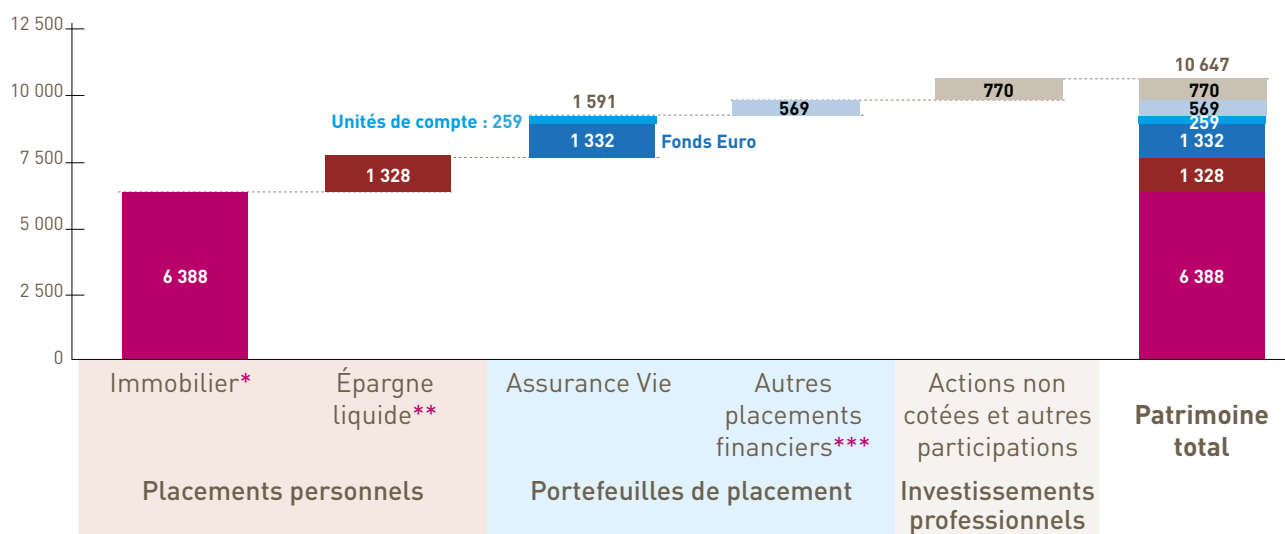 12 500
10 000
7 500
5 000
2 500
0
6 388
1 328
1 591
Unités de compte : 259
1 332
Fonds Euro
569
770
10 647
770
569
259
1 332
1 328
6 388
Immobilier*
Épargne
liquide**
Assurance Vie
Autres
placements
financiers***
Actions non
cotées et autres
participations
Patrimoine
total
Placements personnels
Portefeuilles de placement
Investissements
professionnels